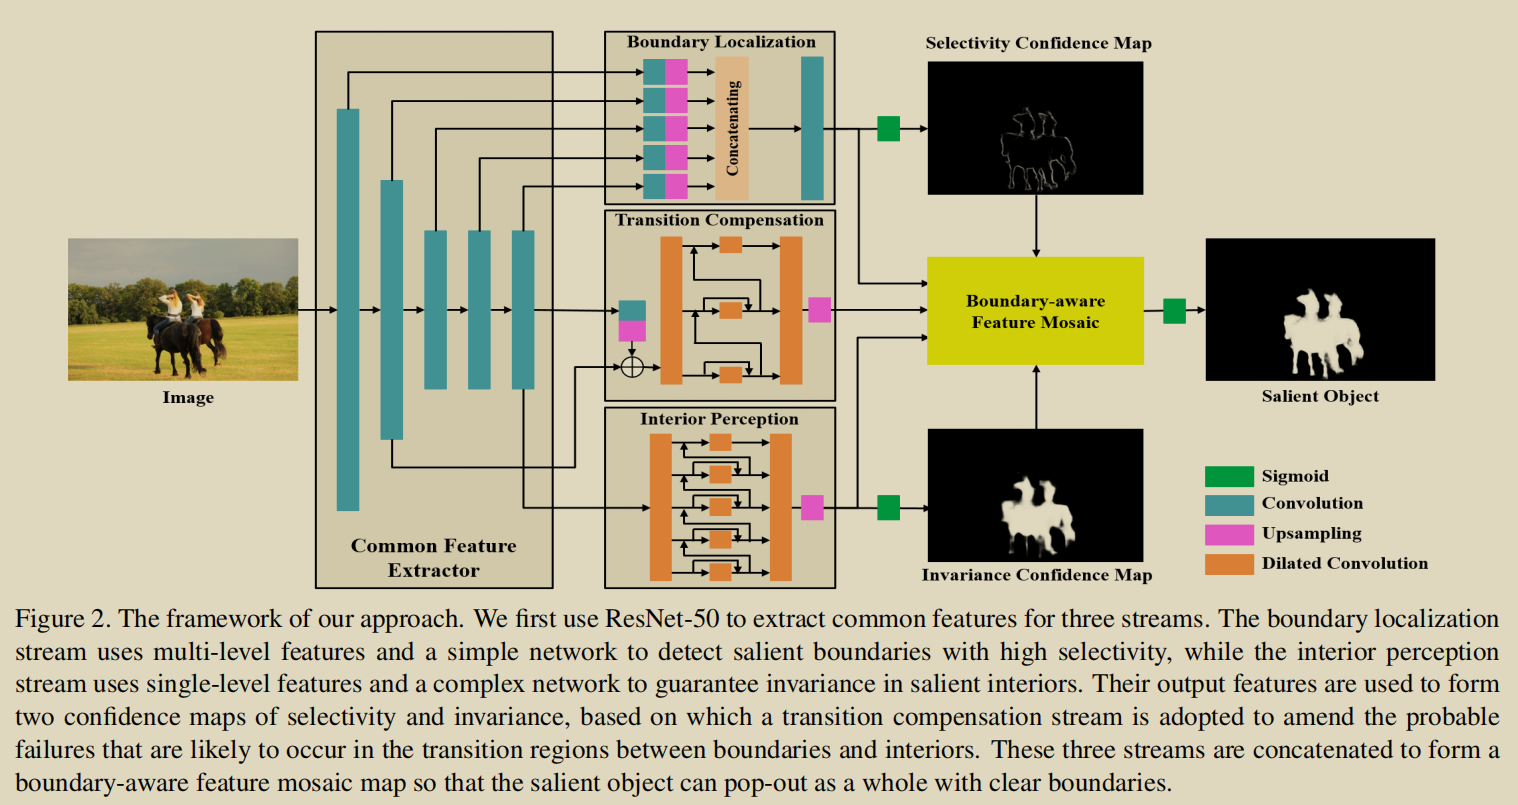 Boundary Localization
Concatenating
Selectivity Confidence Map
Transition Compensation
Boundary-aware
Feature Mosaic
Image
Salient Object
Interior Perception
Common Feature
Extractor
Invariance Confidence Map
Sigmoid
Convolution
Upsampling
Dilated Convolution
Figure 2. The framework of our approach. We first use ResNet-50 to extract common features for three streams. The boundary localization
stream uses multi-level features and a simple network to detect salient boundaries with high selectivity, while the interior perception
stream uses single-level features and a complex network to guarantee invariance in salient interiors. Their output features are used to form
two confidence maps of selectivity and invariance, based on which a transition compensation stream is adopted to amend the probable
failures that are likely to occur in the transition regions between boundaries and interiors. These three streams are concatenated to form a
boundary-aware feature mosaic map so that the salient object can pop-out as a whole with clear boundaries.